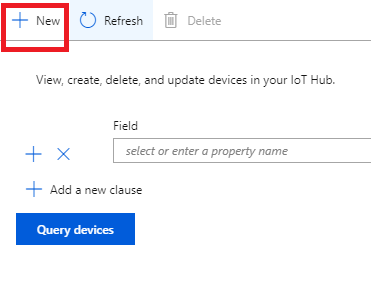 New Refresh Delete
View, create, delete, and update devices in your IoT Hub.
Field
select or enter a property name
Add a new clause
Query devices